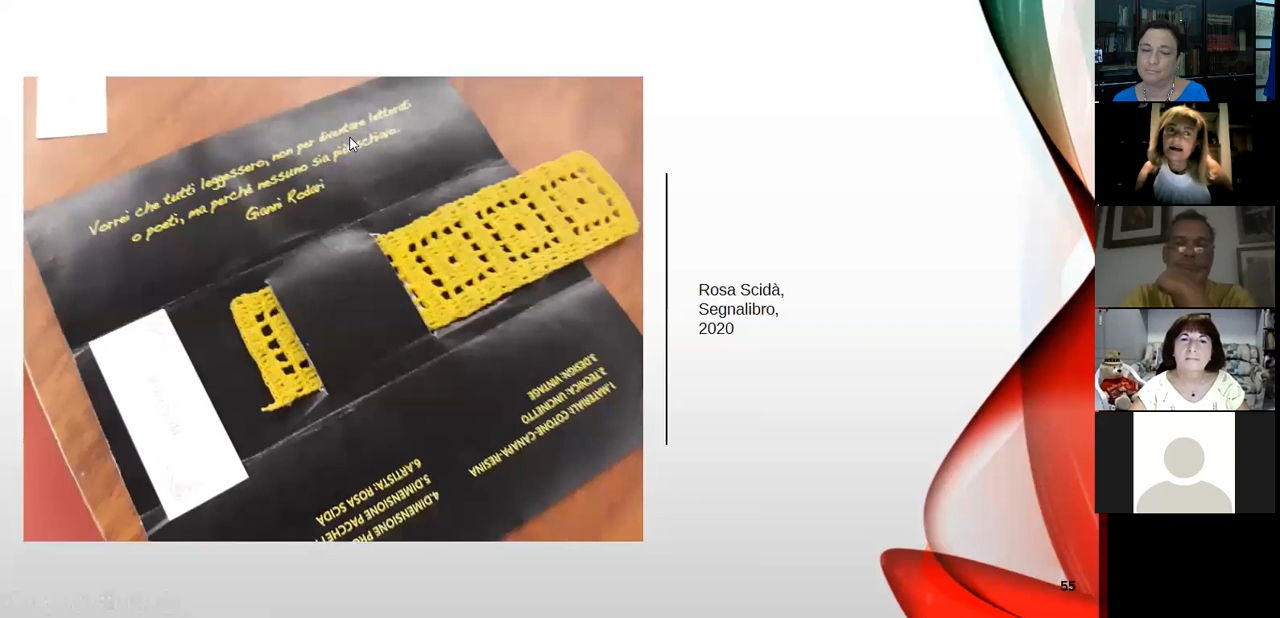 Vorrei che tutti leggessero, non per diventare letterati
o poeti, ma perché nessuno sia più schiavo.
Gianni Rodari
1.MATERIALI: COTONE-CANAPA-RESINA
2.TECNICA: UNCINETTO
3.DESIGN: VINTAGE
4.DIMENSIONE
5.DIMENSIONE
6.ARTISTA: ROSA SCIDA
Rosa Scidà,
Segnalibro,
2020
55